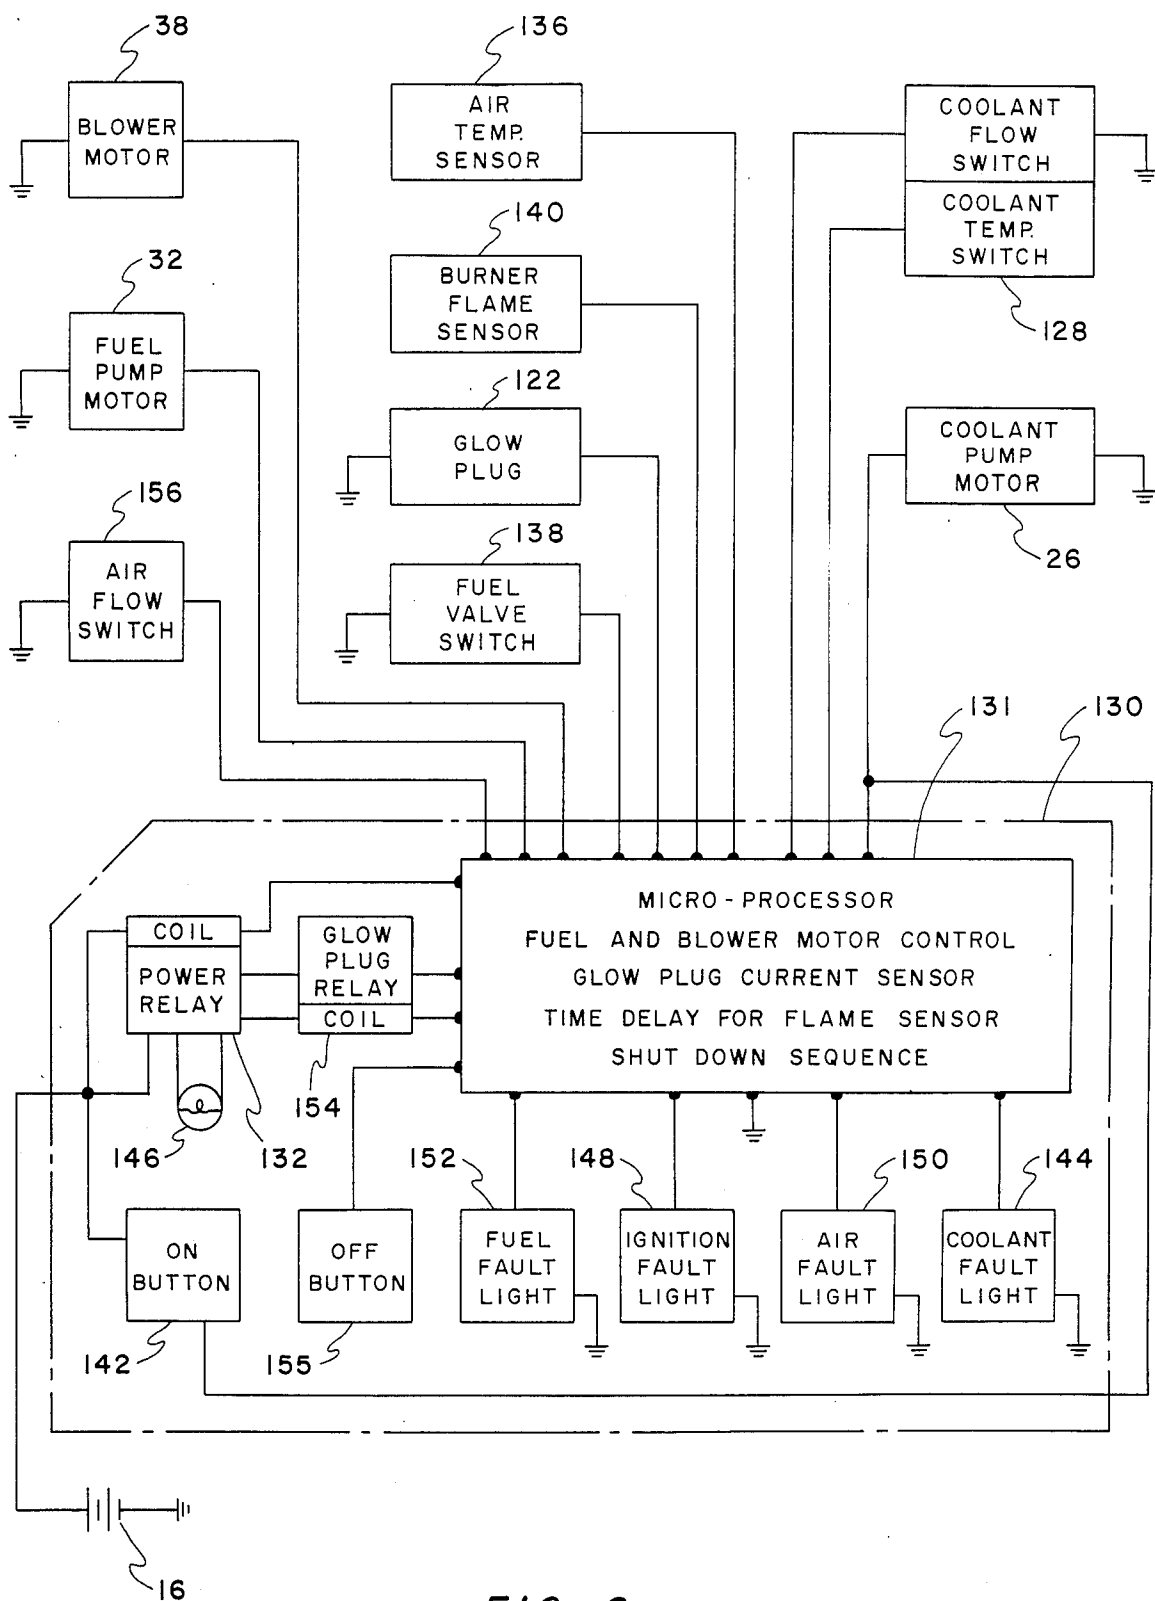 38
BLOWER
MOTOR
136
AIR
TEMP.
SENSOR
COOLANT
FLOW
SWITCH
COOLANT
TEMP.
SWITCH
128
140
BURNER
FLAME
SENSOR
32
FUEL
PUMP
MOTOR
122
GLOW
PLUG
COOLANT
PUMP
MOTOR
26
156
AIR
FLOW
SWITCH
138
FUEL
VALVE
SWITCH
131
130
MICRO-PROCESSOR
FUEL AND BLOWER MOTOR CONTROL
GLOW PLUG CURRENT SENSOR
TIME DELAY FOR FLAME SENSOR
SHUT DOWN SEQUENCE
COIL
POWER
RELAY
GLOW
PLUG
RELAY
COIL
154
146
132
152
148
150
144
ON
BUTTON
OFF
BUTTON
FUEL
FAULT
LIGHT
IGNITION
FAULT
LIGHT
AIR
FAULT
LIGHT
COOLANT
FAULT
LIGHT
142
155
16